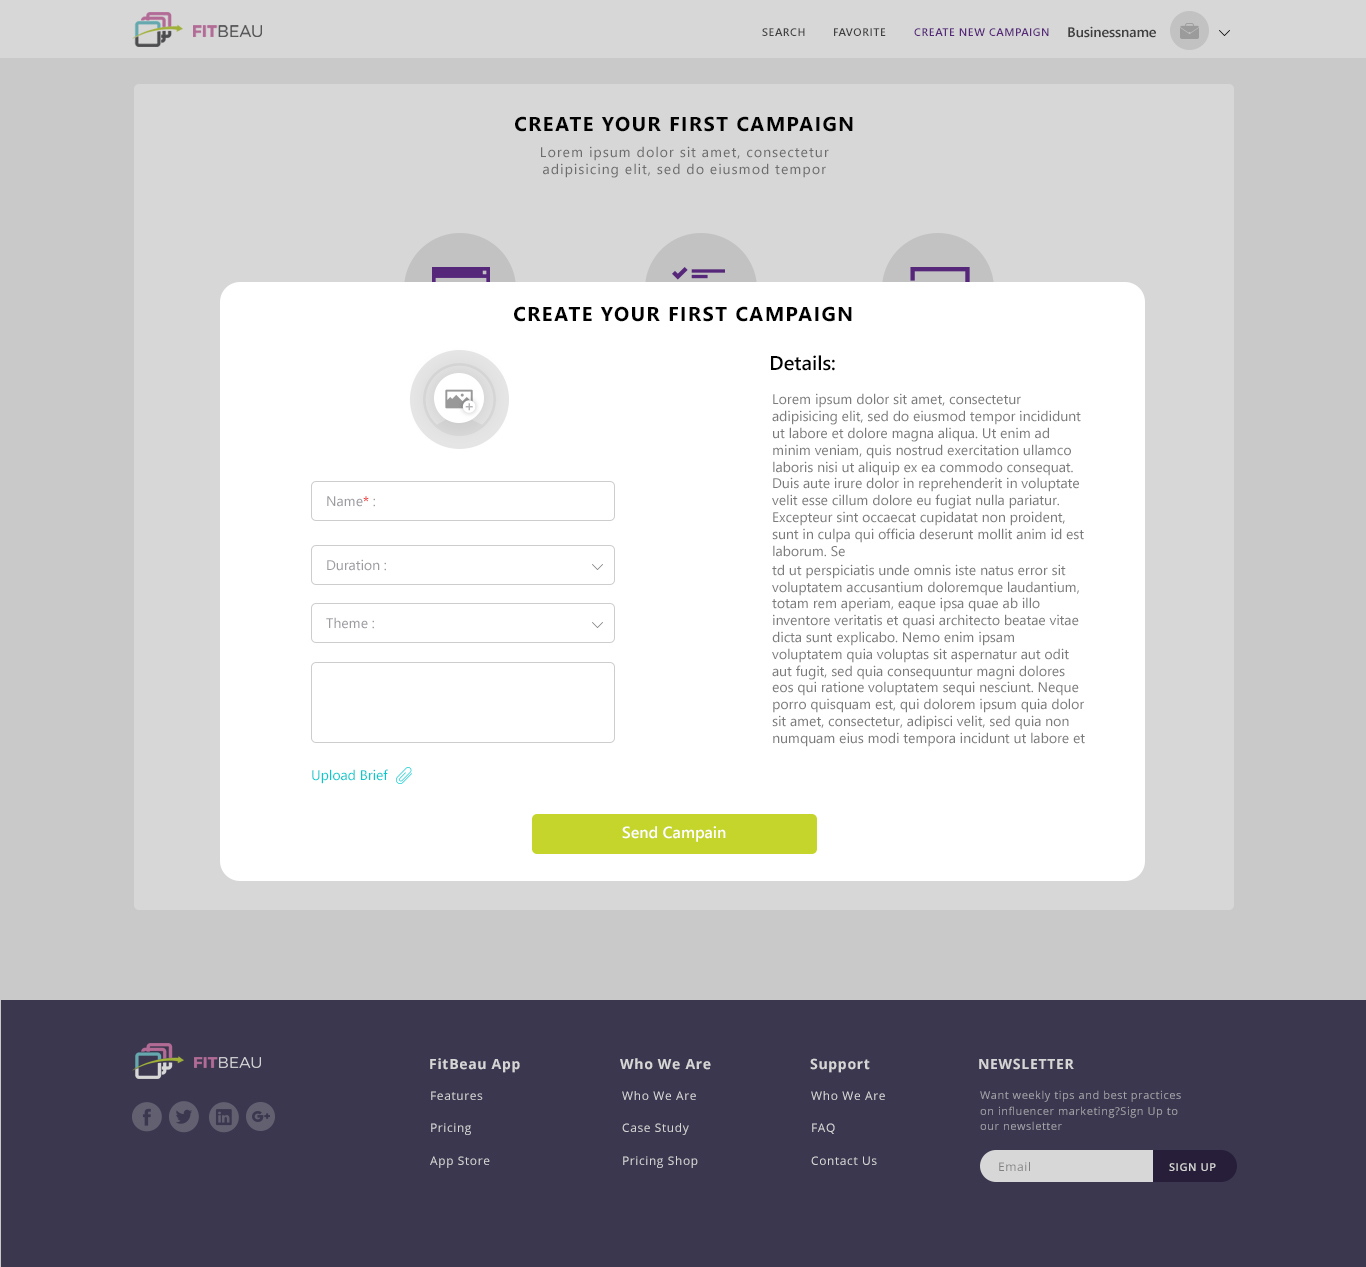 FITBEAU
SEARCH
FAVORITE
CREATE NEW CAMPAIGN
Businessname
CREATE YOUR FIRST CAMPAIGN
Lorem ipsum dolor sit amet, consectetur
adipisicing elit, sed do eiusmod tempor
CREATE YOUR FIRST CAMPAIGN
Name* :
Duration :
Theme :
Upload Brief
Details:
Lorem ipsum dolor sit amet, consectetur
adipisicing elit, sed do eiusmod tempor incididunt
ut labore et dolore magna aliqua. Ut enim ad
minim veniam, quis nostrud exercitation ullamco
laboris nisi ut aliquip ex ea commodo consequat.
Duis aute irure dolor in reprehenderit in voluptate
velit esse cillum dolore eu fugiat nulla pariatur.
Excepteur sint occaecat cupidatat non proident,
sunt in culpa qui officia deserunt mollit anim id est
laborum. Se
td ut perspiciatis unde omnis iste natus error sit
voluptatem accusantium doloremque laudantium,
totam rem aperiam, eaque ipsa quae ab illo
inventore veritatis et quasi architecto beatae vitae
dicta sunt explicabo. Nemo enim ipsam
voluptatem quia voluptas sit aspernatur aut odit
aut fugit, sed quia consequuntur magni dolores
eos qui ratione voluptatem sequi nesciunt. Neque
porro quisquam est, qui dolorem ipsum quia dolor
sit amet, consectetur, adipisci velit, sed quia non
numquam eius modi tempora incidunt ut labore et
Send Campain
FITBEAU
FitBeau App
Features
Pricing
App Store
Who We Are
Who We Are
Case Study
Pricing Shop
Support
Who We Are
FAQ
Contact Us
NEWSLETTER
Want weekly tips and best practices
on influencer marketing?Sign Up to
our newsletter
Email
SIGN UP